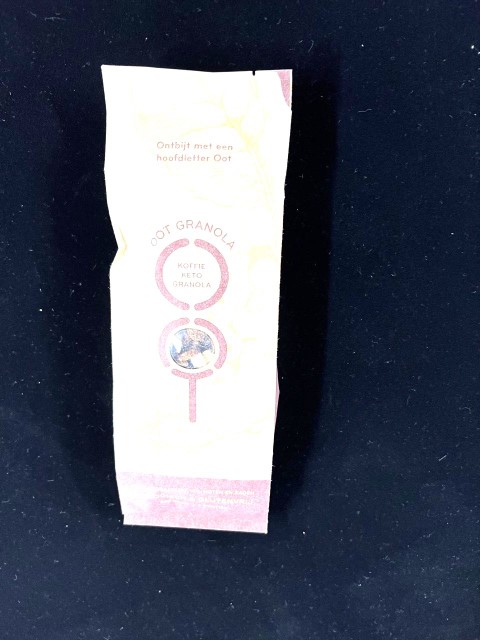 Ontbijt met een
hoofdletter Oot
OOT GRANOLA
KOFFIE
KETO
GRANOLA